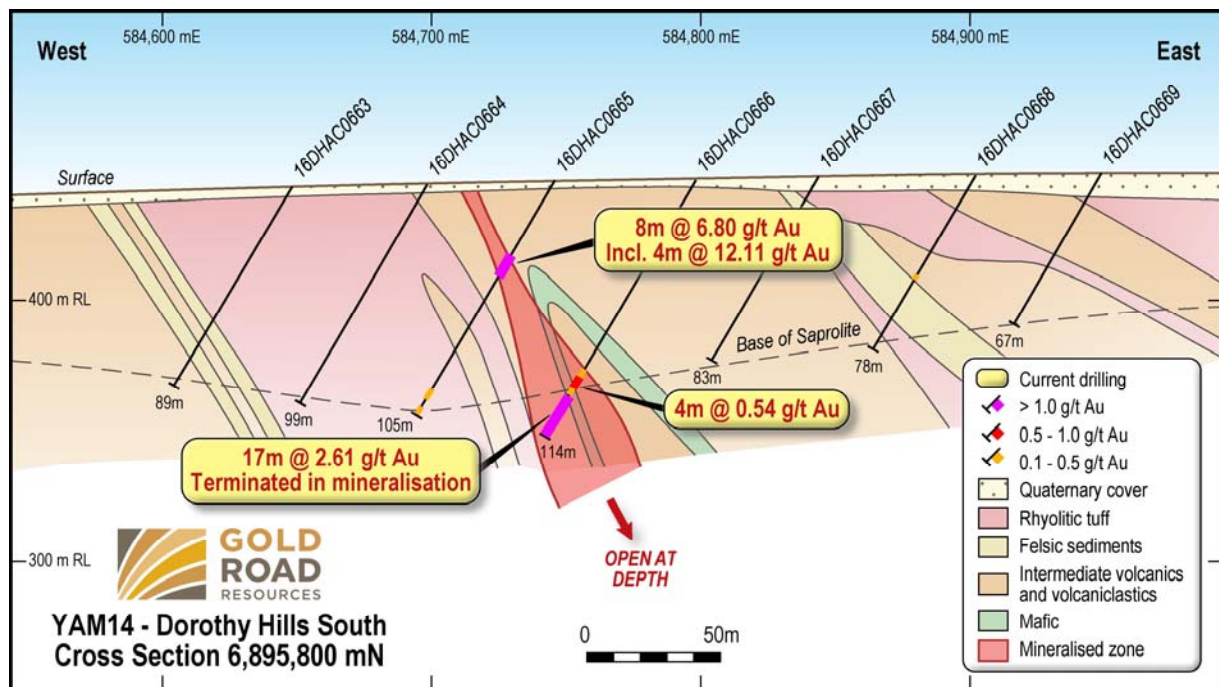 584,600 mE
584,700 mE
584,800 mE
584,900 mE
West
East
16DHAC0663
16DHAC0664
16DHAC0665
16DHAC0666
16DHAC0667
16DHAC0668
16DHAC0669
Surface
8m @ 6.80 g/t Au
Incl. 4m @ 12.11 g/t Au
400 m RL
Base of Saprolite
67m
78m
83m
89m
99m
105m
114m
4m @ 0.54 g/t Au
17m @ 2.61 g/t Au
Terminated in mineralisation
OPEN AT
DEPTH
300 m RL
GOLD
ROAD
RESOURCES
YAM14 - Dorothy Hills South
Cross Section 6,895,800 mN
0
50m
Current drilling
> 1.0 g/t Au
0.5 - 1.0 g/t Au
0.1 - 0.5 g/t Au
Quaternary cover
Rhyolitic tuff
Felsic sediments
Intermediate volcanics
and volcaniclastics
Mafic
Mineralised zone